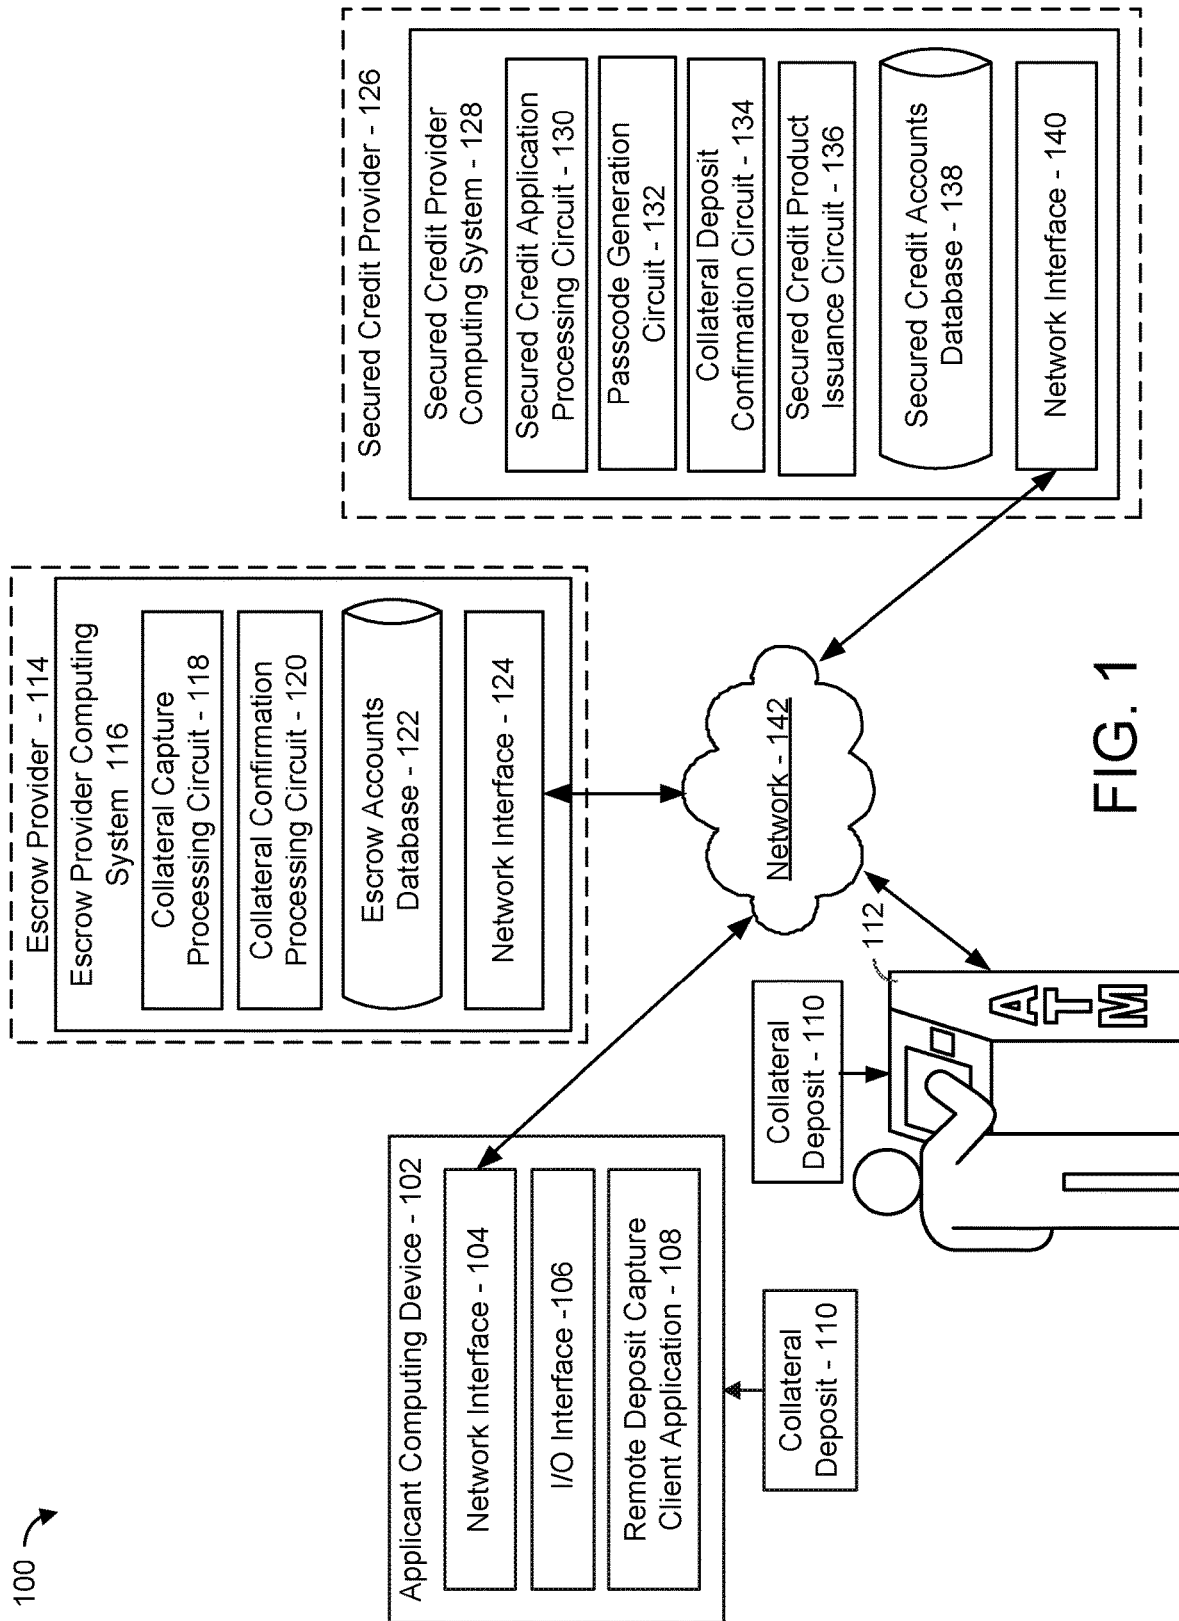 100
Applicant Computing Device - 102
Network Interface - 104
I/O Interface -106
Remote Deposit Capture
Client Application - 108
Collateral
Deposit - 110
Escrow Provider - 114
Escrow Provider Computing
System 116
Collateral Capture
Processing Circuit - 118
Collateral Confirmation
Processing Circuit - 120
Escrow Accounts
Database - 122
Network Interface - 124
Secured Credit Provider - 126
Secured Credit Provider
Computing System - 128
Secured Credit Application
Processing Circuit - 130
Passcode Generation
Circuit - 132
Collateral Deposit
Confirmation Circuit - 134
Secured Credit Product
Issuance Circuit - 136
Secured Credit Accounts
Database - 138
Network Interface - 140
Network - 142
Collateral
Deposit - 110
112
ATM
FIG. 1